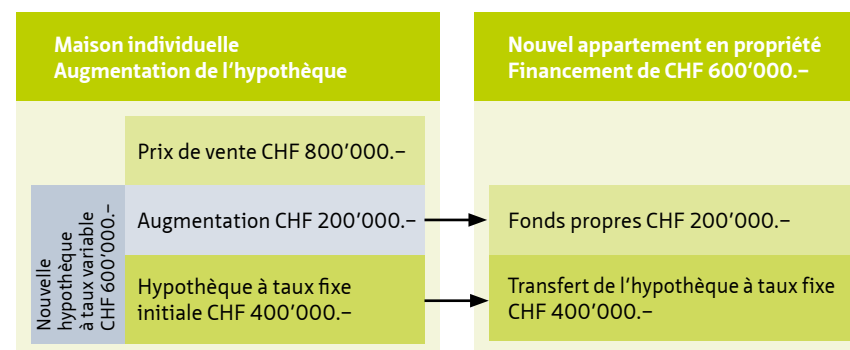 Maison individuelle
Augmentation de l’hypothèque
Nouvel appartement en propriété
Financement de CHF 600’000.–
Prix de vente CHF 800’000.–
Nouvelle
hypothèque
à taux variable
CHF 600’000.–
Augmentation CHF 200’000.–
Fonds propres CHF 200’000.–
Hypothèque à taux fixe
initiale CHF 400’000.–
Transfert de l’hypothèque à taux fixe
CHF 400’000.–